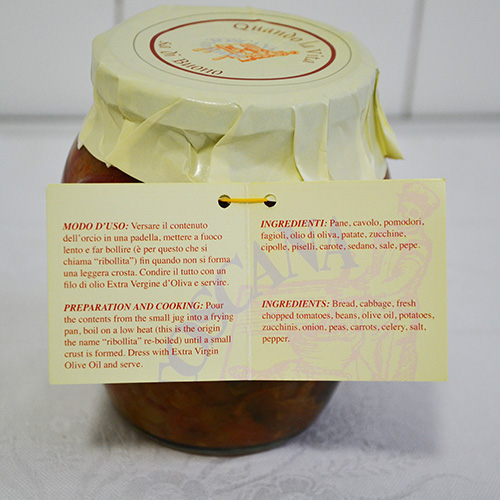 Quando la Vita
Sa Di Buono
MODO D'USO: Versare il contenuto
dell'orcio in una padella, mettere a fuoco
lento e far bollire (è per questo che si
chiama "ribollita") fin quando non si forma
una leggera crosta. Condire il tutto con un
filo di olio Extra Vergine d'Oliva e servire.
PREPARATION AND COOKING: Pour
the contents from the small jug into a frying
pan, boil on a low heat (this is the origin
the name "ribollita" re-boiled) until a small
crust is formed. Dress with Extra Virgin
Olive Oil and serve.
INGREDIENTI: Pane, cavolo, pomodori,
fagioli, olio di oliva, patate, zucchine,
cipolle, piselli, carote, sedano, sale, pepe.
INGREDIENTS: Bread, cabbage, fresh
chopped tomatoes, beans, olive oil, potatoes,
zucchinis, onion, peas, carrots, celery, salt,
pepper.
TOSCANA